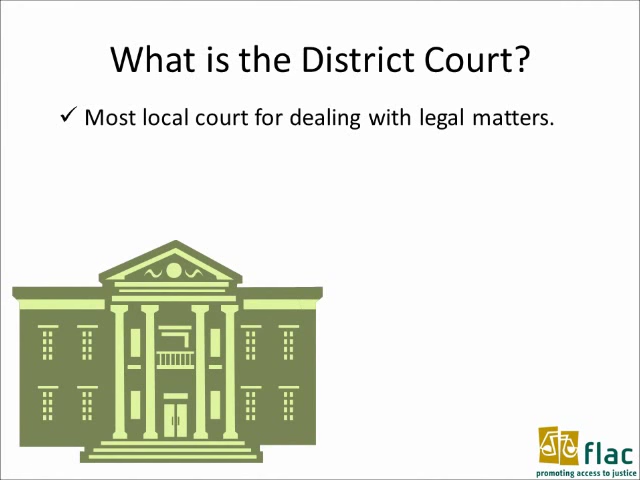 What is the District Court?
✓ Most local court for dealing with legal matters.
flac
promoting access to justice